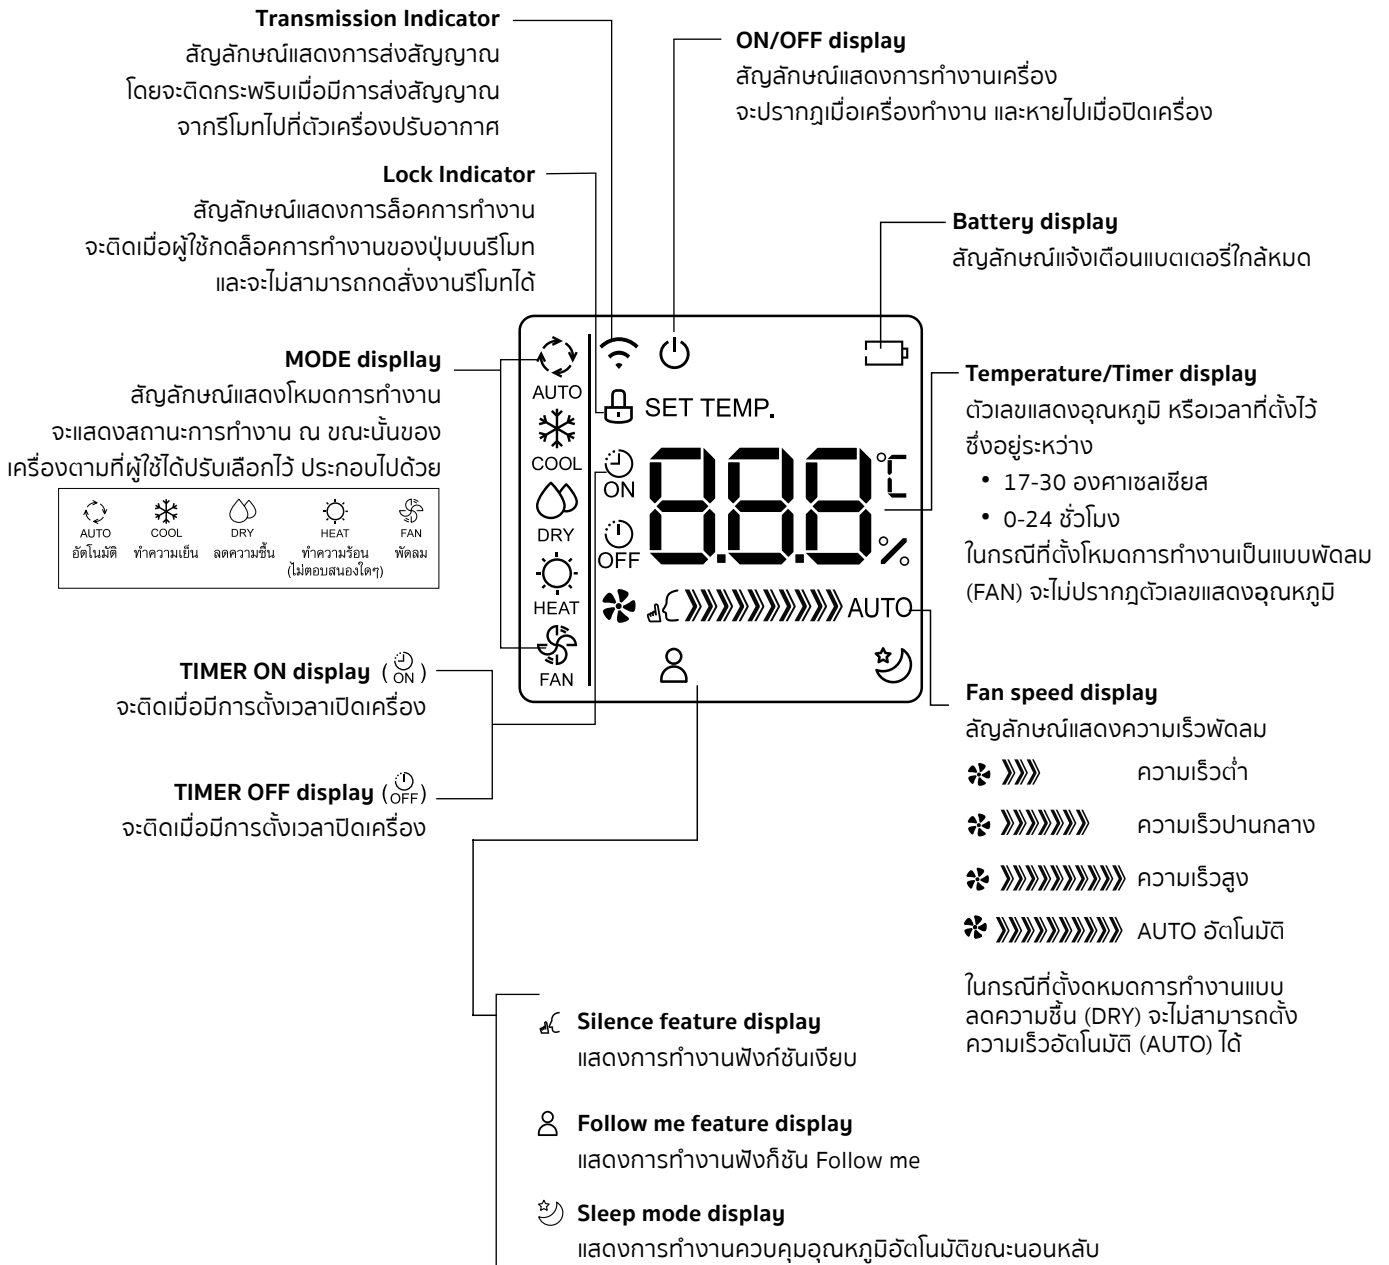 Transmission Indicator
สัญลักษณ์แสดงการส่งสัญญาณ
โดยจะติดกระพริบเมื่อมีการส่งสัญญาณ
จากรีโมทไปที่ตัวเครื่องปรับอากาศ
ON/OFF display
สัญลักษณ์แสดงการทำงานเครื่อง
จะปรากฏเมื่อเครื่องทำงาน และหายไปเมื่อปิดเครื่อง
Lock Indicator
สัญลักษณ์แสดงการล็อคการทำงาน
จะติดเมื่อผู้ใช้กดล็อคการทำงานของปุ่มบนรีโมท
และจะไม่สามารถกดสั่งงานรีโมทได้
Battery display
สัญลักษณ์แจ้งเตือนแบตเตอรี่ใกล้หมด
MODE displlay
สัญลักษณ์แสดงโหมดการทำงาน
จะแสดงสถานะการทำงาน ณ ขณะนั้นของ
เครื่องตามที่ผู้ใช้ได้ปรับเลือกไว้ ประกอบไปด้วย
AUTO COOL DRY HEAT FAN
อัตโนมัติ ทำความเย็น ลดความชื้น ทำความร้อน พัดลม
(ไม่ตอบสนองใดๆ)
AUTO
COOL
DRY
HEAT
FAN
SET TEMP.
ON
OFF
888
°C
%
AUTO
Temperature/Timer display
ตัวเลขแสดงอุณหภูมิ หรือเวลาที่ตั้งไว้
ซึ่งอยู่ระหว่าง
• 17-30 องศาเซลเซียส
• 0-24 ชั่วโมง
ในกรณีที่ตั้งโหมดการทำงานเป็นแบบพัดลม
(FAN) จะไม่ปรากฎตัวเลขแสดงอุณหภูมิ
TIMER ON display (ON)
จะติดเมื่อมีการตั้งเวลาเปิดเครื่อง
TIMER OFF display (OFF)
จะติดเมื่อมีการตั้งเวลาปิดเครื่อง
Fan speed display
ลัญลักษณ์แสดงความเร็วพัดลม
ความเร็วต่ำ
ความเร็วปานกลาง
ความเร็วสูง
AUTO อัตโนมัติ
ในกรณีที่ตั้งดหมดการทำงานแบบ
ลดความชื้น (DRY) จะไม่สามารถตั้ง
ความเร็วอัตโนมัติ (AUTO) ได้
Silence feature display
แสดงการทำงานฟังก์ชันเงียบ
Follow me feature display
แสดงการทำงานฟังก็ชัน Follow me
Sleep mode display
แสดงการทำงานควบคุมอุณหภูมิอัตโนมัติขณะนอนหลับ